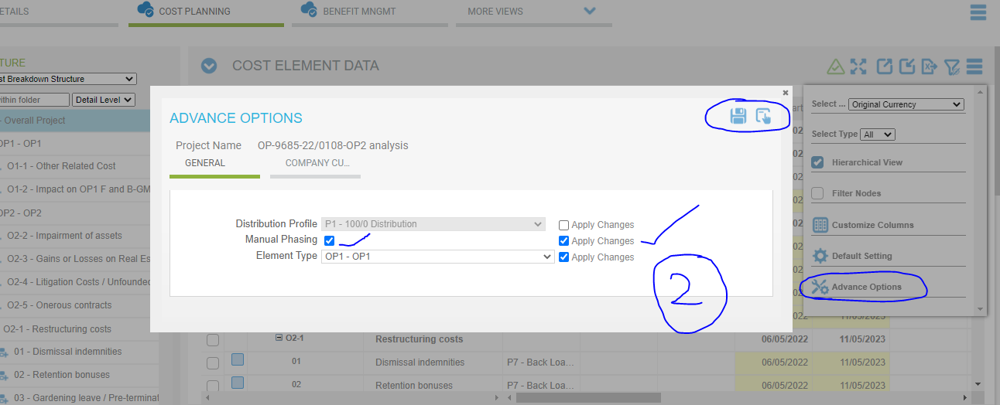 ETAILS
COST PLANNING
BENEFIT MNGMT
MORE VIEWS
TURE
st Breakdown Structure
within folder
Detail Level
- Overall Project
OP1 - OP1
O1-1 - Other Related Cost
O1-2 - Impact on OP1 F and B-GM
OP2 - OP2
O2-2 - Impairment of assets
O2-3 - Gains or Losses on Real Es
O2-4 - Litigation Costs / Unfounded
O2-5 - Onerous contracts
O2-1 - Restructuring costs
01 - Dismissal indemnities
02 - Retention bonuses
03 - Gardening leave / Pre-terminat
COST ELEMENT DATA
ADVANCE OPTIONS
Project Name OP-9685-22/0108-OP2 analysis
GENERAL
COMPANY CU...
Distribution Profile P1 - 100/0 Distribution Apply Changes
Manual Phasing Apply Changes
Element Type OP1 - OP1 Apply Changes
2
Select ... Original Currency
Select Type All
Hierarchical View
Filter Nodes
Customize Columns
Default Setting
Advance Options
11/05/2023
O2-1 Restructuring costs 06/05/2022 11/05/2023
01 Dismissal indemnities P7 - Back Loa... 06/05/2022 11/05/2023
02 Retention bonuses P7 - Back Loa... 06/05/2022 11/05/2023